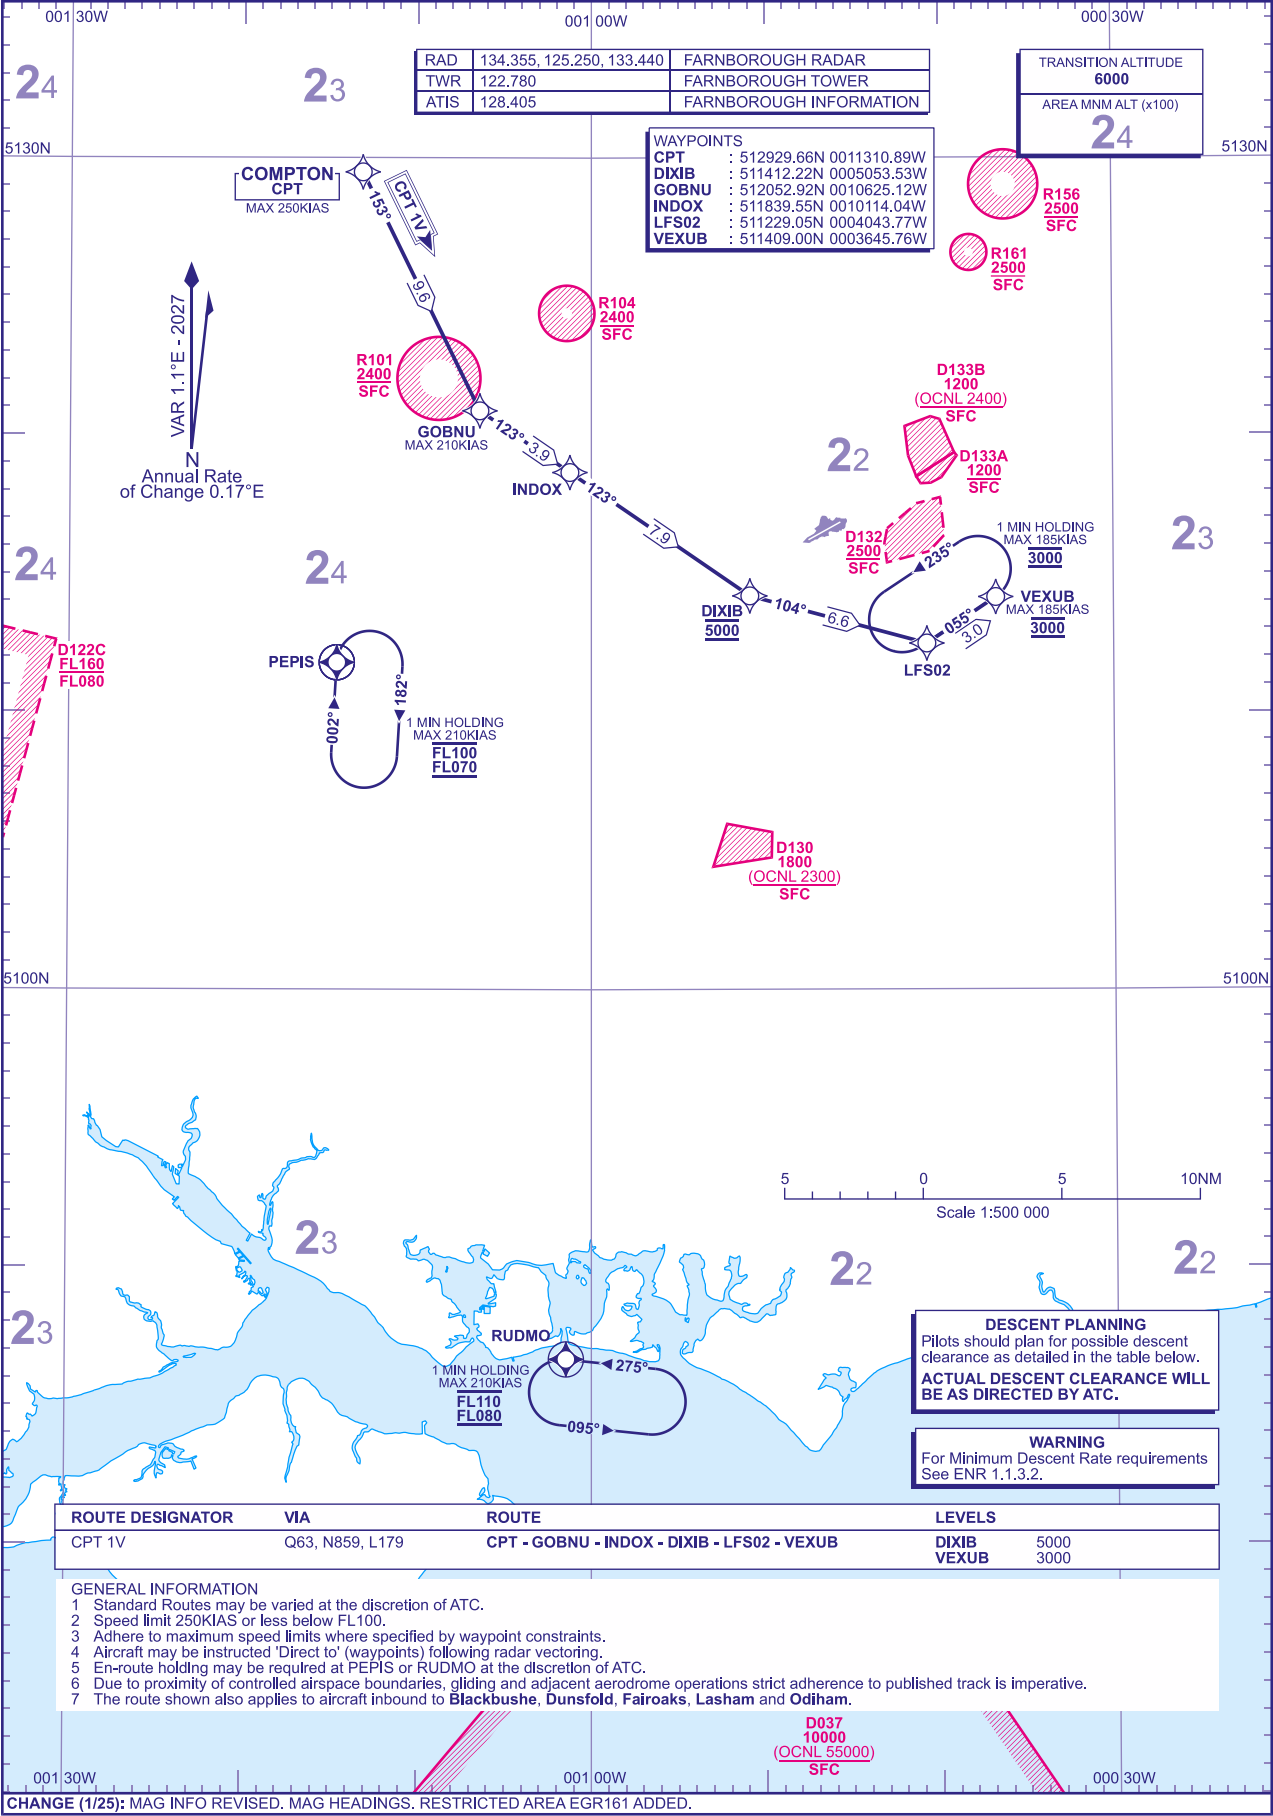 001 30W
001 00W
000 30W
RAD 134.355, 125.250, 133.440 FARNBOROUGH RADAR
TWR 122.780 FARNBOROUGH TOWER
ATIS 128.405 FARNBOROUGH INFORMATION
TRANSITION ALTITUDE
6000
AREA MNM ALT (x100)
24
24
23
5130N
5130N
WAYPOINTS
CPT : 512929.66N 0011310.89W
DIXIB : 511412.22N 0005053.53W
GOBNU : 512052.92N 0010625.12W
INDOX : 511839.55N 0010114.04W
LFS02 : 511229.05N 0004043.77W
VEXUB : 511409.00N 0003645.76W
COMPTON
CPT
MAX 250KIAS
153°
CPT 1V
9.6
R156
2500
SFC
R161
2500
SFC
R104
2400
SFC
R101
2400
SFC
VAR 1.1°E - 2027
N
Annual Rate
of Change 0.17°E
GOBNU
MAX 210KIAS
123°
3.9
INDOX
123°
7.9
D133B
1200
(OCNL 2400)
SFC
D133A
1200
SFC
22
D132
2500
SFC
23
24
24
1 MIN HOLDING
MAX 185KIAS
3000
235°
VEXUB
MAX 185KIAS
3000
DIXIB
5000
104°
6.6
055°
3.0
LFS02
D122C
FL160
FL080
PEPIS
182°
002°
1 MIN HOLDING
MAX 210KIAS
FL100
FL070
D130
1800
(OCNL 2300)
SFC
5100N
5100N
5 0 5 10NM
Scale 1:500 000
23
22
22
23
RUDMO
275°
1 MIN HOLDING
MAX 210KIAS
FL110
FL080
095°
DESCENT PLANNING
Pilots should plan for possible descent
clearance as detailed in the table below.
ACTUAL DESCENT CLEARANCE WILL
BE AS DIRECTED BY ATC.
WARNING
For Minimum Descent Rate requirements
See ENR 1.1.3.2.
ROUTE DESIGNATOR VIA ROUTE LEVELS
CPT 1V Q63, N859, L179 CPT - GOBNU - INDOX - DIXIB - LFS02 - VEXUB DIXIB 5000
VEXUB 3000
GENERAL INFORMATION
1 Standard Routes may be varied at the discretion of ATC.
2 Speed limit 250KIAS or less below FL100.
3 Adhere to maximum speed limits where specified by waypoint constraints.
4 Aircraft may be instructed 'Direct to' (waypoints) following radar vectoring.
5 En-route holding may be required at PEPIS or RUDMO at the discretion of ATC.
6 Due to proximity of controlled airspace boundaries, gliding and adjacent aerodrome operations strict adherence to published track is imperative.
7 The route shown also applies to aircraft inbound to Blackbushe, Dunsfold, Fairoaks, Lasham and Odiham.
D037
10000
(OCNL 55000)
SFC
001 30W
001 00W
000 30W
CHANGE (1/25): MAG INFO REVISED. MAG HEADINGS. RESTRICTED AREA EGR161 ADDED.